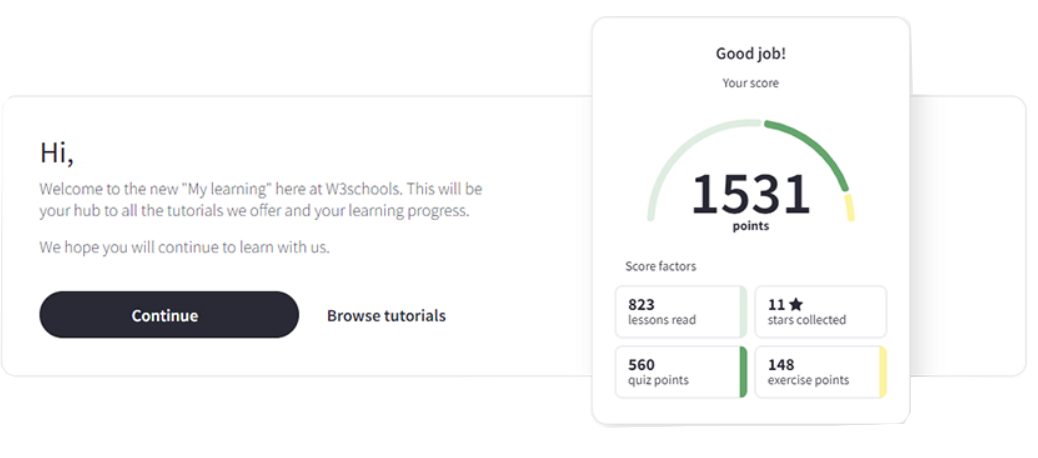 Hi,
Welcome to the new "My learning" here at W3schools. This will be
your hub to all the tutorials we offer and your learning progress.
We hope you will continue to learn with us.
Continue
Browse tutorials
Good job!
Your score
1531
points
Score factors
823
lessons read
11 ★
stars collected
560
quiz points
148
exercise points